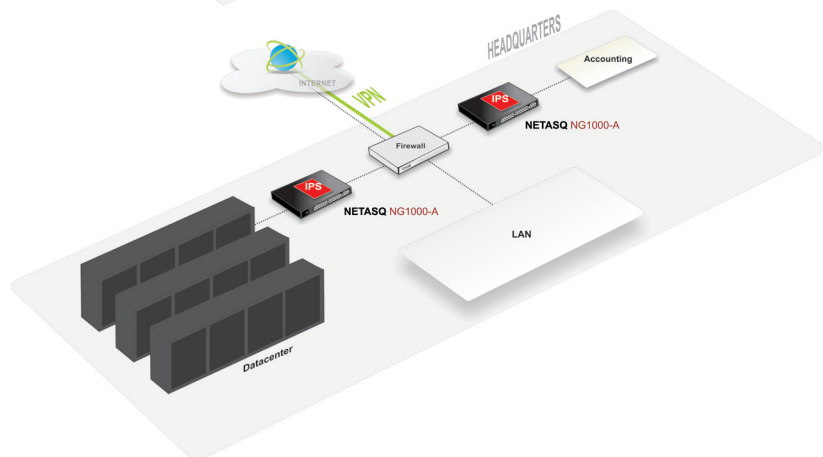 HEADQUARTERS
Accounting
INTERNET
VPN
IPS
NETASQ NG1000-A
Firewall
IPS
NETASQ NG1000-A
LAN
Datacenter